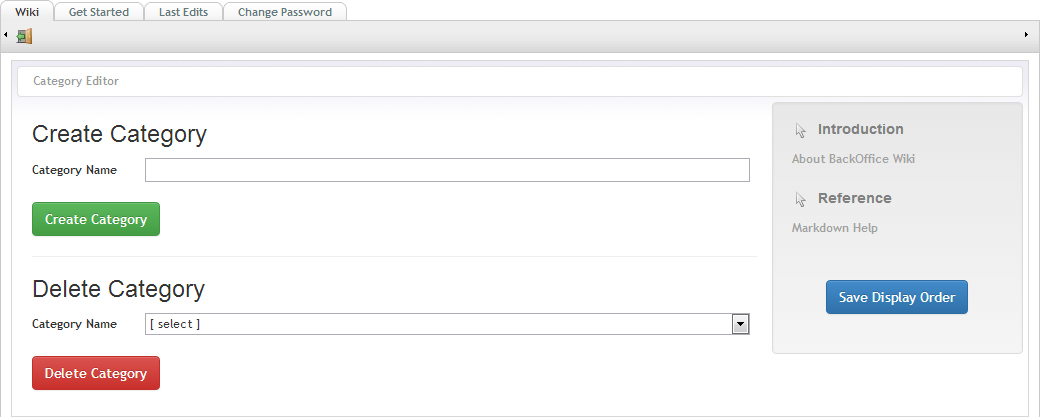 Wiki Get Started Last Edits Change Password
Category Editor
Create Category
Category Name
Create Category
Delete Category
Category Name [ select ]
Delete Category
Introduction
About BackOffice Wiki
Reference
Markdown Help
Save Display Order